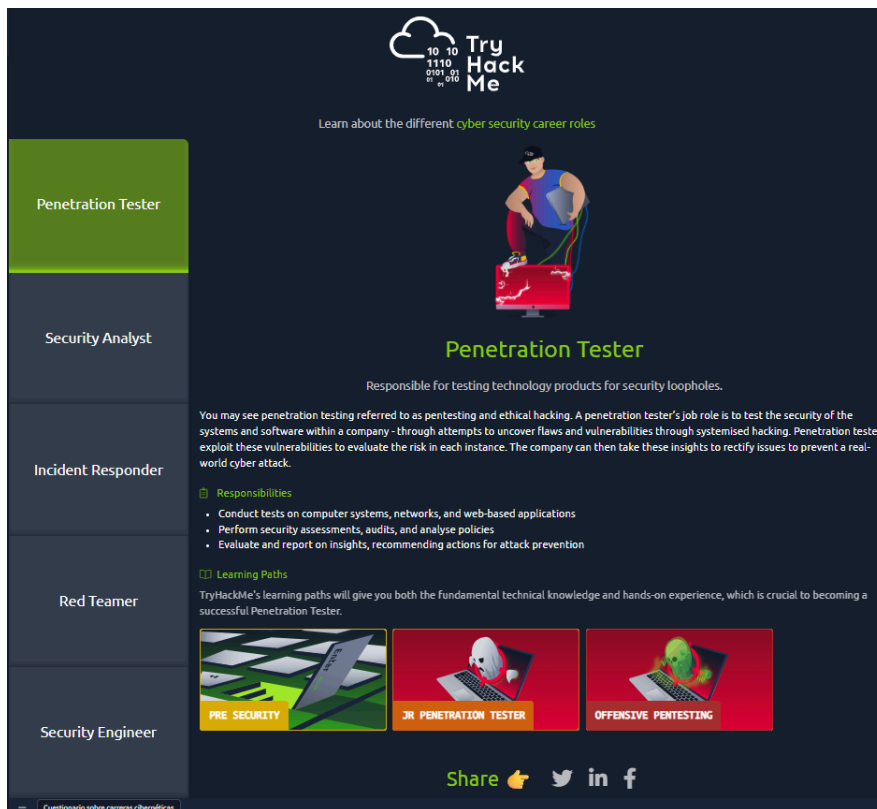 10 10
1110
0101 01
01 010
01
Try
Hack
Me
Learn about the different cyber security career roles
Penetration Tester
Security Analyst
Incident Responder
Red Teamer
Security Engineer
Penetration Tester
Responsible for testing technology products for security loopholes.
You may see penetration testing referred to as pentesting and ethical hacking. A penetration tester's job role is to test the security of the
systems and software within a company - through attempts to uncover flaws and vulnerabilities through systemised hacking. Penetration teste
exploit these vulnerabilities to evaluate the risk in each instance. The company can then take these insights to rectify issues to prevent a real-
world cyber attack.
Responsibilities
• Conduct tests on computer systems, networks, and web-based applications
• Perform security assessments, audits, and analyse policies
• Evaluate and report on insights, recommending actions for attack prevention
Learning Paths
TryHackMe's learning paths will give you both the fundamental technical knowledge and hands-on experience, which is crucial to becoming a
successful Penetration Tester.
Enter
PRE SECURITY
JR PENETRATION TESTER
OFFENSIVE PENTESTING
Share
Cuestionario sobre carreras cibernéticas